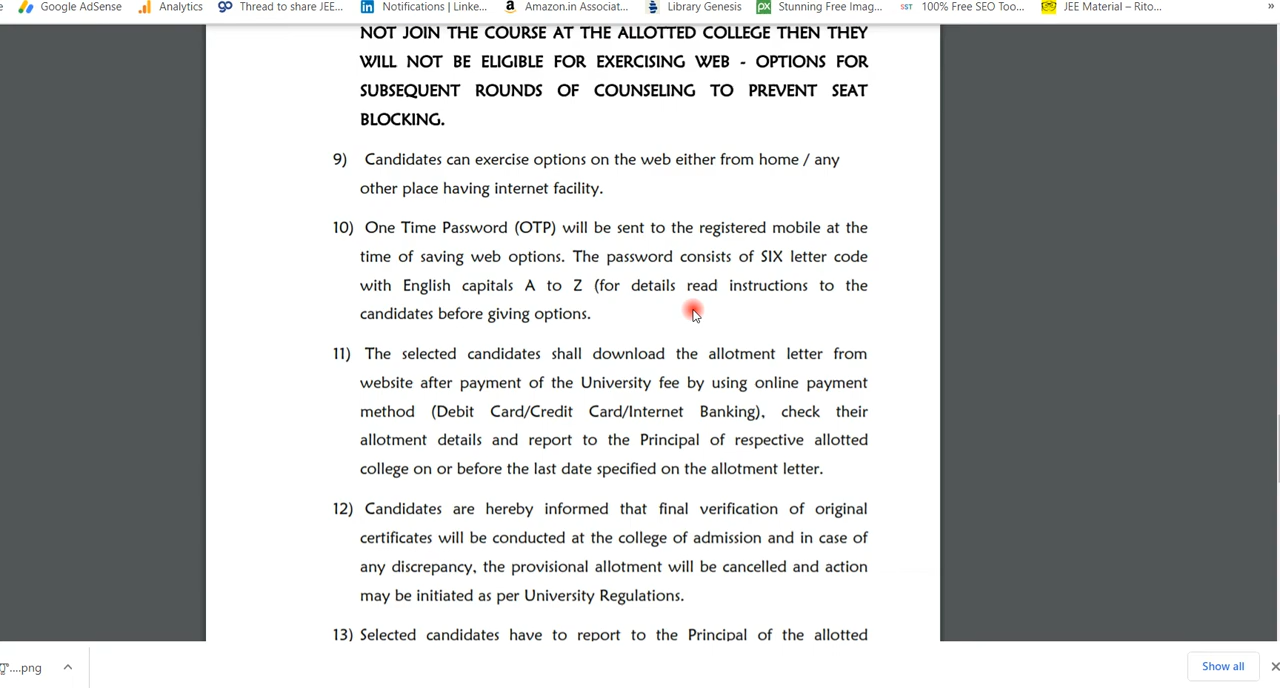 Google AdSense Analytics Thread to share JEE... Notifications | Linke... Amazon.in Associat... Library Genesis Stunning Free Imag... 100% Free SEO Too... JEE Material – Rito... »
NOT JOIN THE COURSE AT THE ALLOTTED COLLEGE THEN THEY
WILL NOT BE ELIGIBLE FOR EXERCISING WEB - OPTIONS FOR
SUBSEQUENT ROUNDS OF COUNSELING TO PREVENT SEAT
BLOCKING.
9) Candidates can exercise options on the web either from home / any
other place having internet facility.
10) One Time Password (OTP) will be sent to the registered mobile at the
time of saving web options. The password consists of SIX letter code
with English capitals A to Z (for details read instructions to the
candidates before giving options.
11) The selected candidates shall download the allotment letter from
website after payment of the University fee by using online payment
method (Debit Card/Credit Card/Internet Banking), check their
allotment details and report to the Principal of respective allotted
college on or before the last date specified on the allotment letter.
12) Candidates are hereby informed that final verification of original
certificates will be conducted at the college of admission and in case of
any discrepancy, the provisional allotment will be cancelled and action
may be initiated as per University Regulations.
13) Selected candidates have to report to the Principal of the allotted
....png
Show all